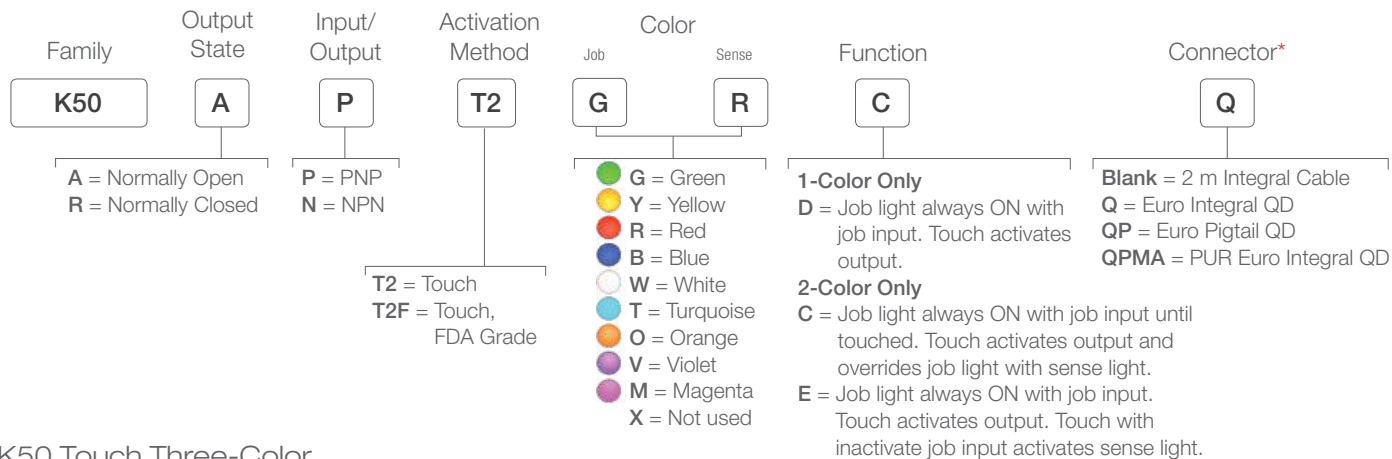 Family
Output State
Input/ Output
Activation Method
Color
Job
Sense
Function
Connector*
K50
A
P
T2
G
R
C
Q
A = Normally Open
R = Normally Closed
P = PNP
N = NPN
T2 = Touch
T2F = Touch,
FDA Grade
G = Green
Y = Yellow
R = Red
B = Blue
W = White
T = Turquoise
O = Orange
V = Violet
M = Magenta
X = Not used
1-Color Only
D = Job light always ON with
job input. Touch activates
output.
2-Color Only
C = Job light always ON with job input until
touched. Touch activates output and
overrides job light with sense light.
E = Job light always ON with job input.
Touch activates output. Touch with
inactivate job input activates sense light.
Blank = 2 m Integral Cable
Q = Euro Integral QD
QP = Euro Pigtail QD
QPMA = PUR Euro Integral QD
K50 Touch Three-Color